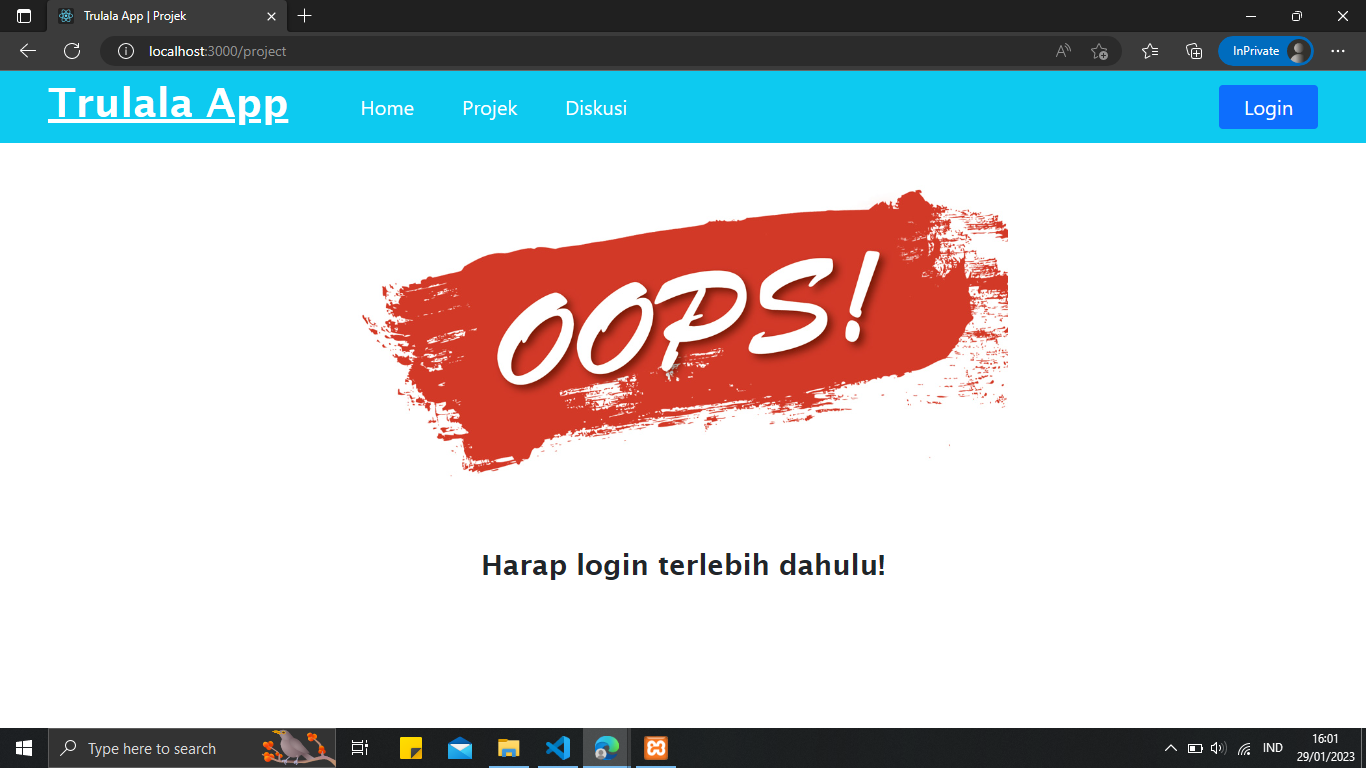 Trulala App | Projek
localhost:3000/project
InPrivate
Trulala App
Home
Projek
Diskusi
Login
OOPS!
Harap login terlebih dahulu!
Type here to search
IND
16:01
29/01/2023